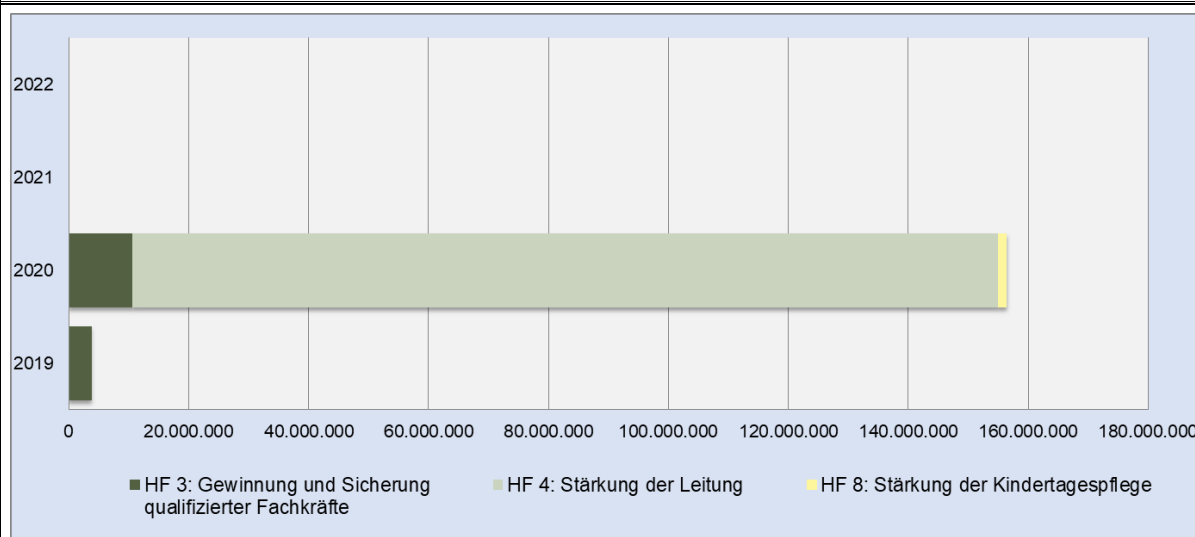 2022
2021
2020
2019
0 20.000.000 40.000.000 60.000.000 80.000.000 100.000.000 120.000.000 140.000.000 160.000.000 180.000.000
HF 3: Gewinnung und Sicherung qualifizierter Fachkräfte
HF 4: Stärkung der Leitung
HF 8: Stärkung der Kindertagespflege